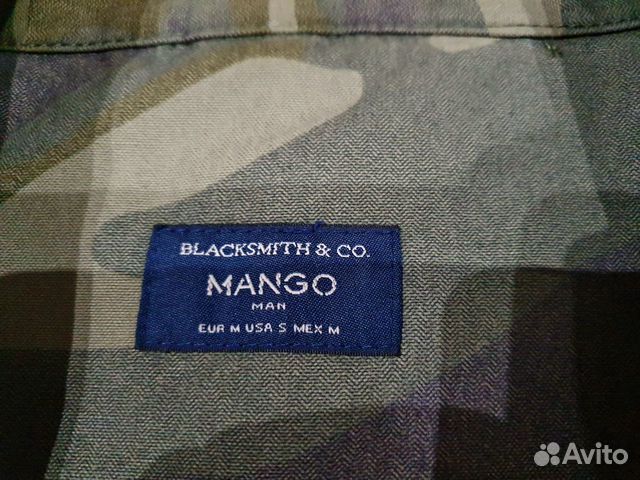 BLACKSMITH & CO.
MANGO
MAN
EUR M USA S MEX M
Avito